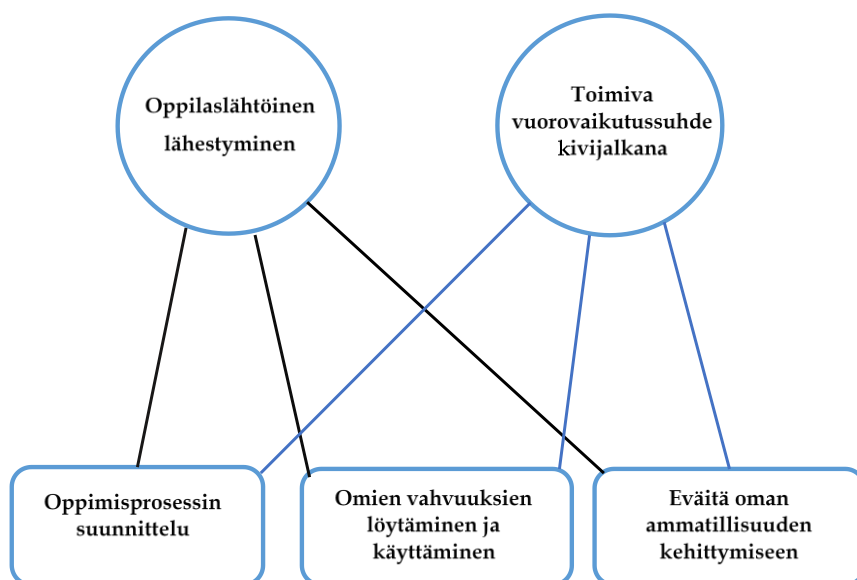 Oppilaslähtöinen
lähestyminen
Toimiva
vuorovaikutussuhde
kivijalkana
Oppimisprosessin
suunnittelu
Omien vahvuuksien
löytäminen ja
käyttäminen
Eväitä oman
ammatillisuuden
kehittymiseen